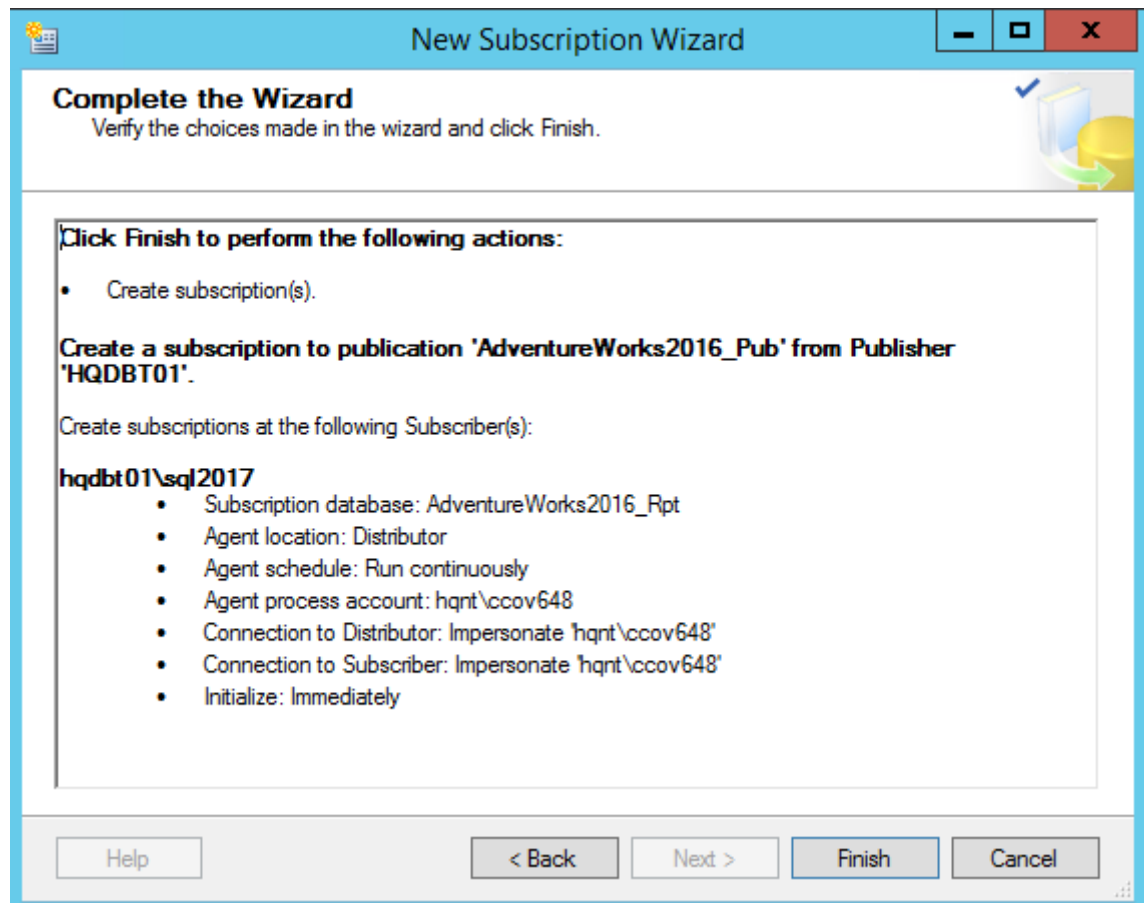 New Subscription Wizard
Complete the Wizard
Verify the choices made in the wizard and click Finish.
Click Finish to perform the following actions:
• Create subscription(s).
Create a subscription to publication 'AdventureWorks2016_Pub' from Publisher
'HQDBT01'.
Create subscriptions at the following Subscriber(s):
hqdbt01\sql2017
• Subscription database: AdventureWorks2016_Rpt
• Agent location: Distributor
• Agent schedule: Run continuously
• Agent process account: hqnt\ccov648
• Connection to Distributor: Impersonate 'hqnt\ccov648'
• Connection to Subscriber: Impersonate 'hqnt\ccov648'
• Initialize: Immediately
Help
< Back
Next >
Finish
Cancel